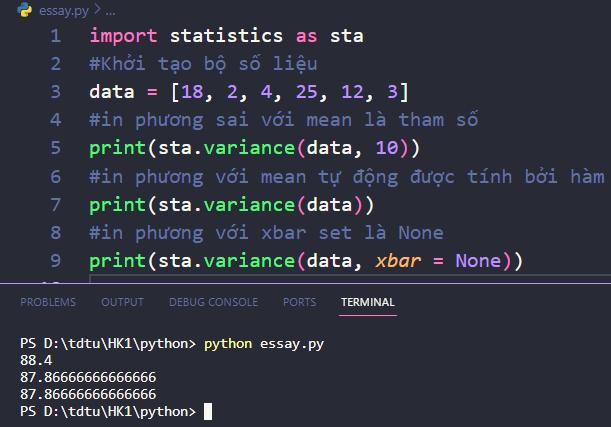 essay.py > ...
1 import statistics as sta
2 #Khởi tạo bộ số liệu
3 data = [18, 2, 4, 25, 12, 3]
4 #in phương sai với mean là tham số
5 print(sta.variance(data, 10))
6 #in phương với mean tự động được tính bởi hàm
7 print(sta.variance(data))
8 #in phương với xbar set là None
9 print(sta.variance(data, xbar = None))
PROBLEMS OUTPUT DEBUG CONSOLE PORTS TERMINAL
PS D:\tdtu\HK1\python> python essay.py
88.4
87.86666666666666
87.86666666666666
PS D:\tdtu\HK1\python>